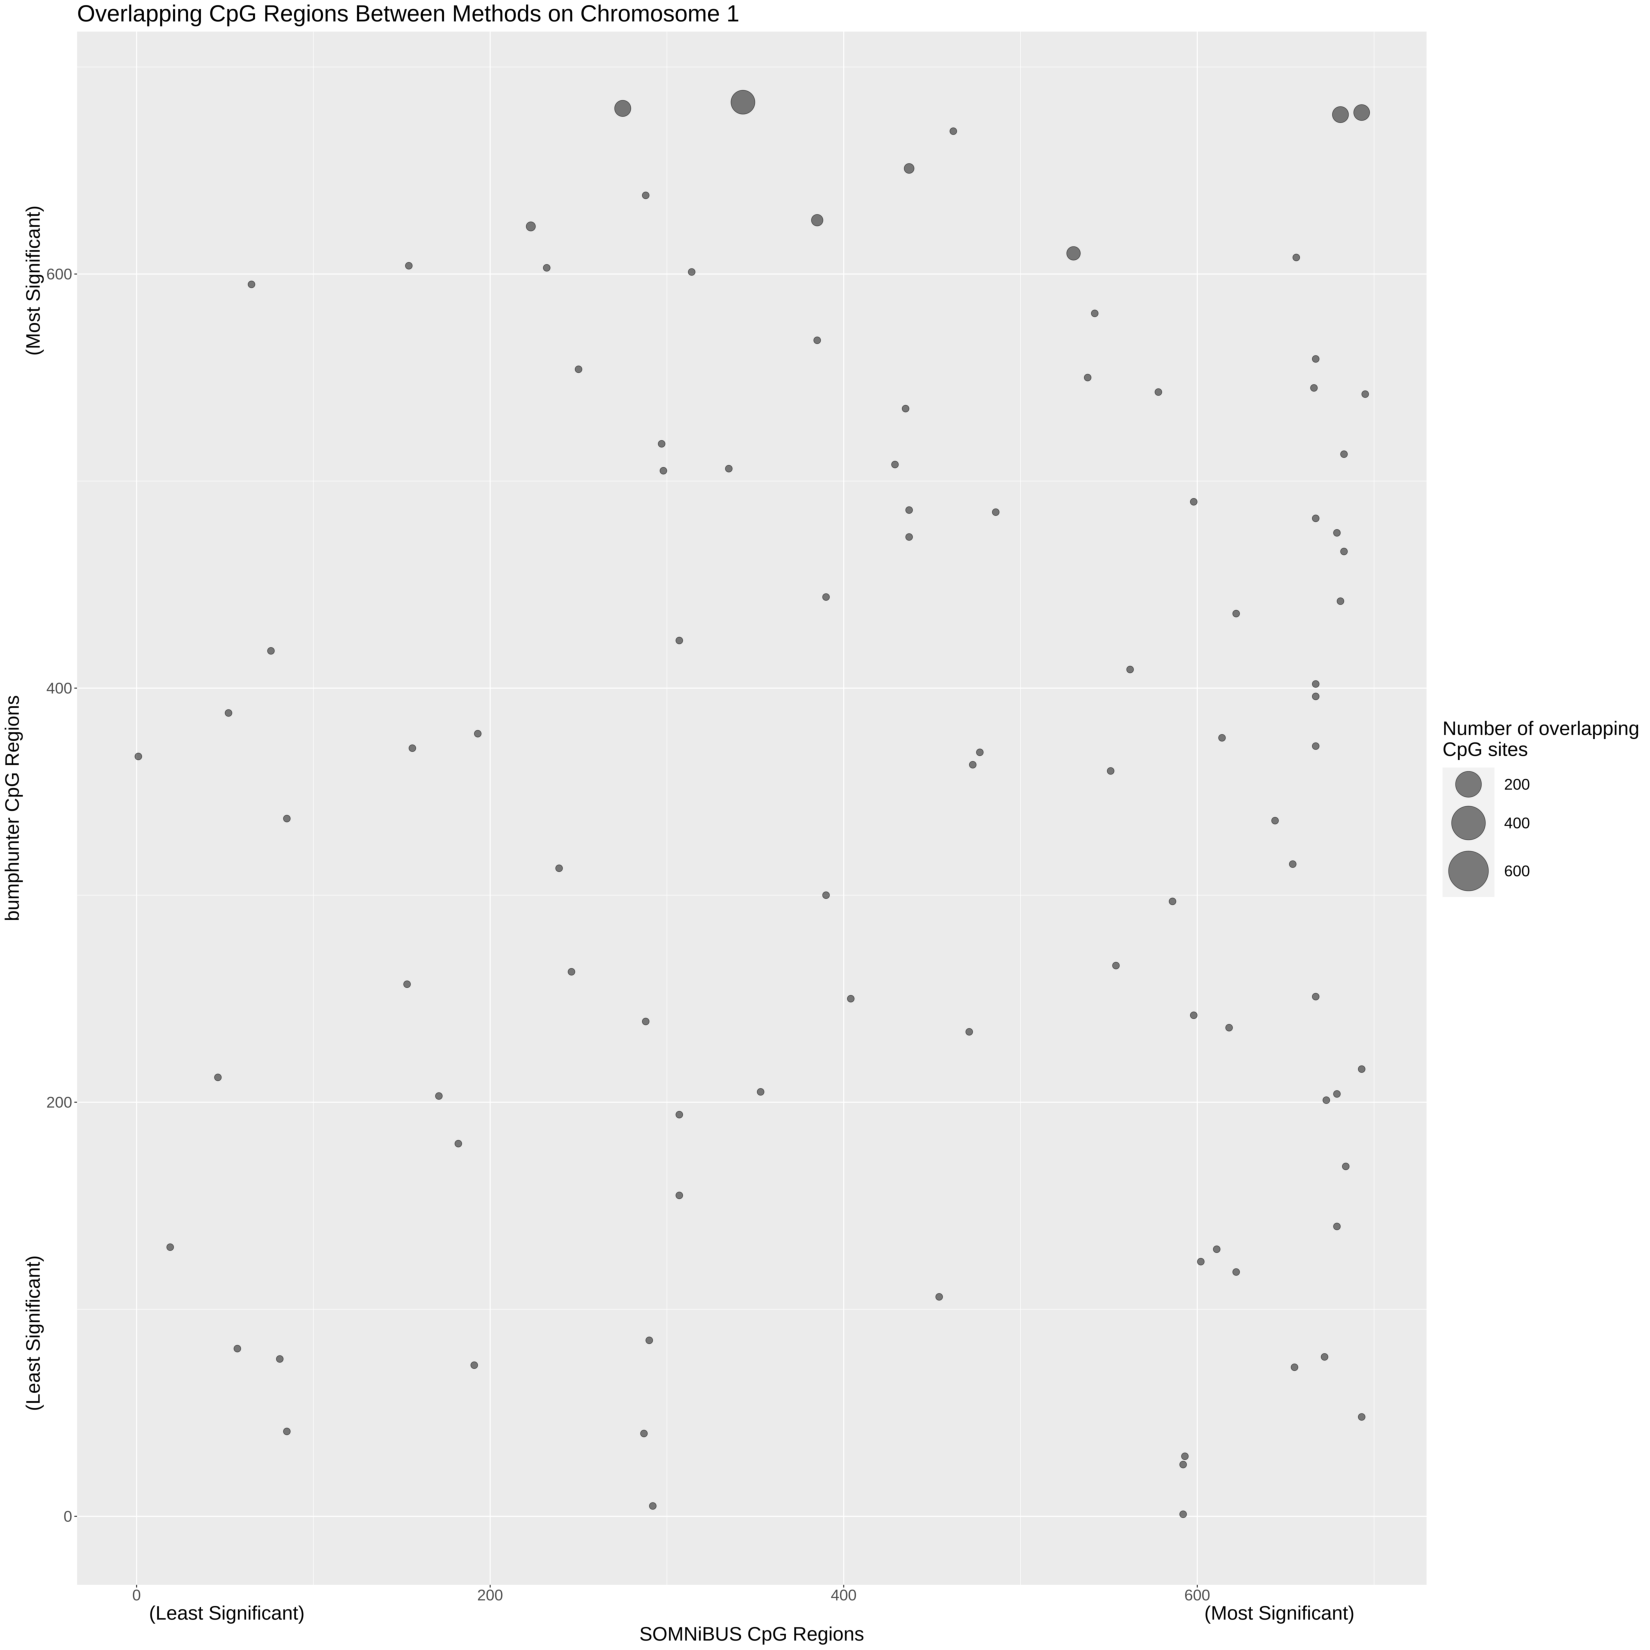 Overlapping CpG Regions Between Methods on Chromosome 1
(Most Significant)
600
400
bumphunter CpG Regions
200
(Least Significant)
0
0
200
400
600
(Least Significant)
(Most Significant)
SOMNiBUS CpG Regions
Number of overlapping
CpG sites
200
400
600